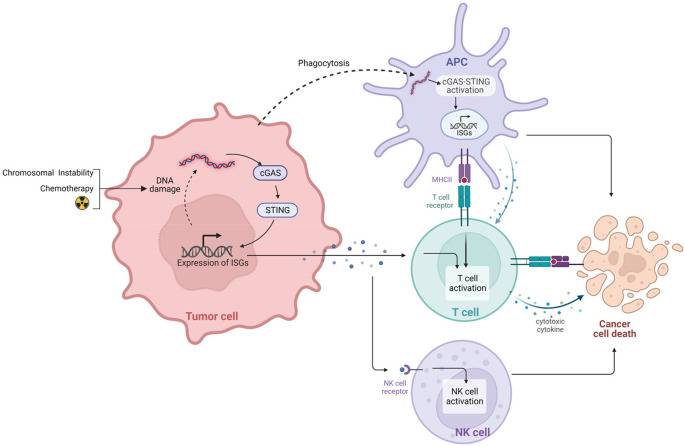 Phagocytosis
APC
cGAS-STING
activation
ISGs
MHCII
T cell
receptor
Chromosomal Instability
Chemotherapy
DNA
damage
cGAS
STING
Expression of ISGs
Tumor cell
T cell
activation
T cell
cytotoxic
cytokine
Cancer
cell death
NK cell
receptor
NK cell
activation
NK cell